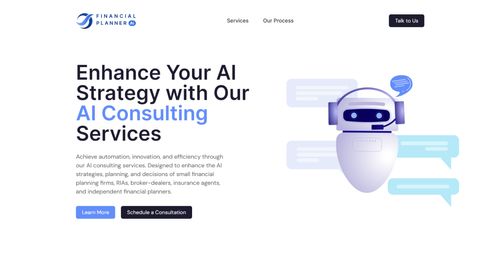 FINANCIAL
PLANNER AI
Services
Our Process
Talk to Us
Enhance Your AI
Strategy with Our
AI Consulting
Services
Achieve automation, innovation, and efficiency through
our AI consulting services. Designed to enhance the AI
strategies, planning, and decisions of small financial
planning firms, RIAs, broker-dealers, insurance agents,
and independent financial planners.
Learn More
Schedule a Consultation